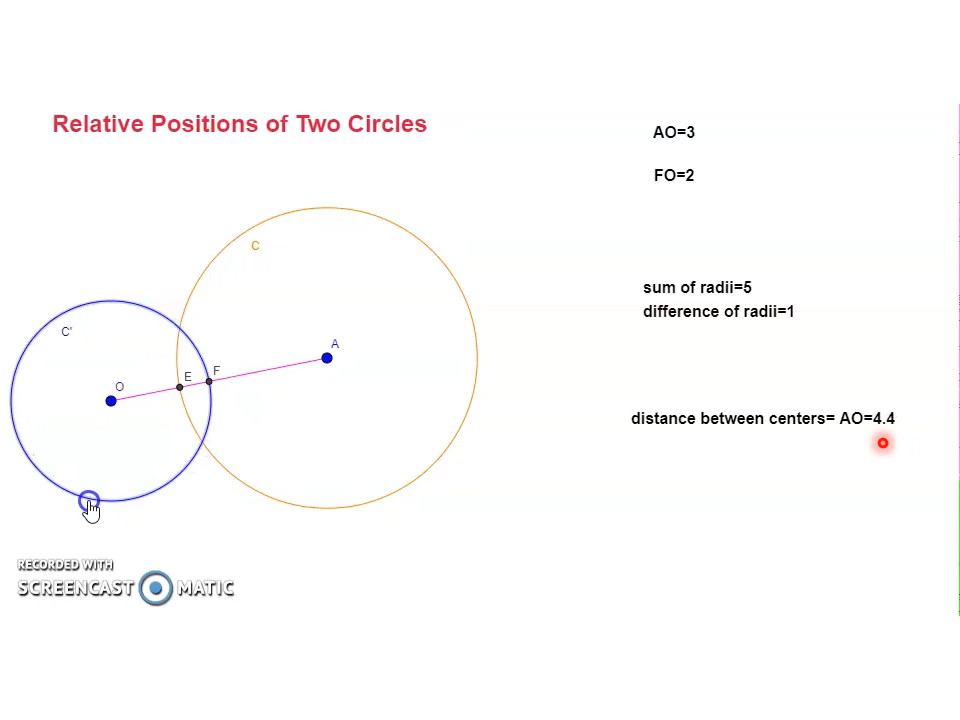 Relative Positions of Two Circles
AO=3
FO=2
C
sum of radii=5
difference of radii=1
C'
A
F
E
O
distance between centers= AO=4.4
RECORDED WITH
SCREENCAST MATIC